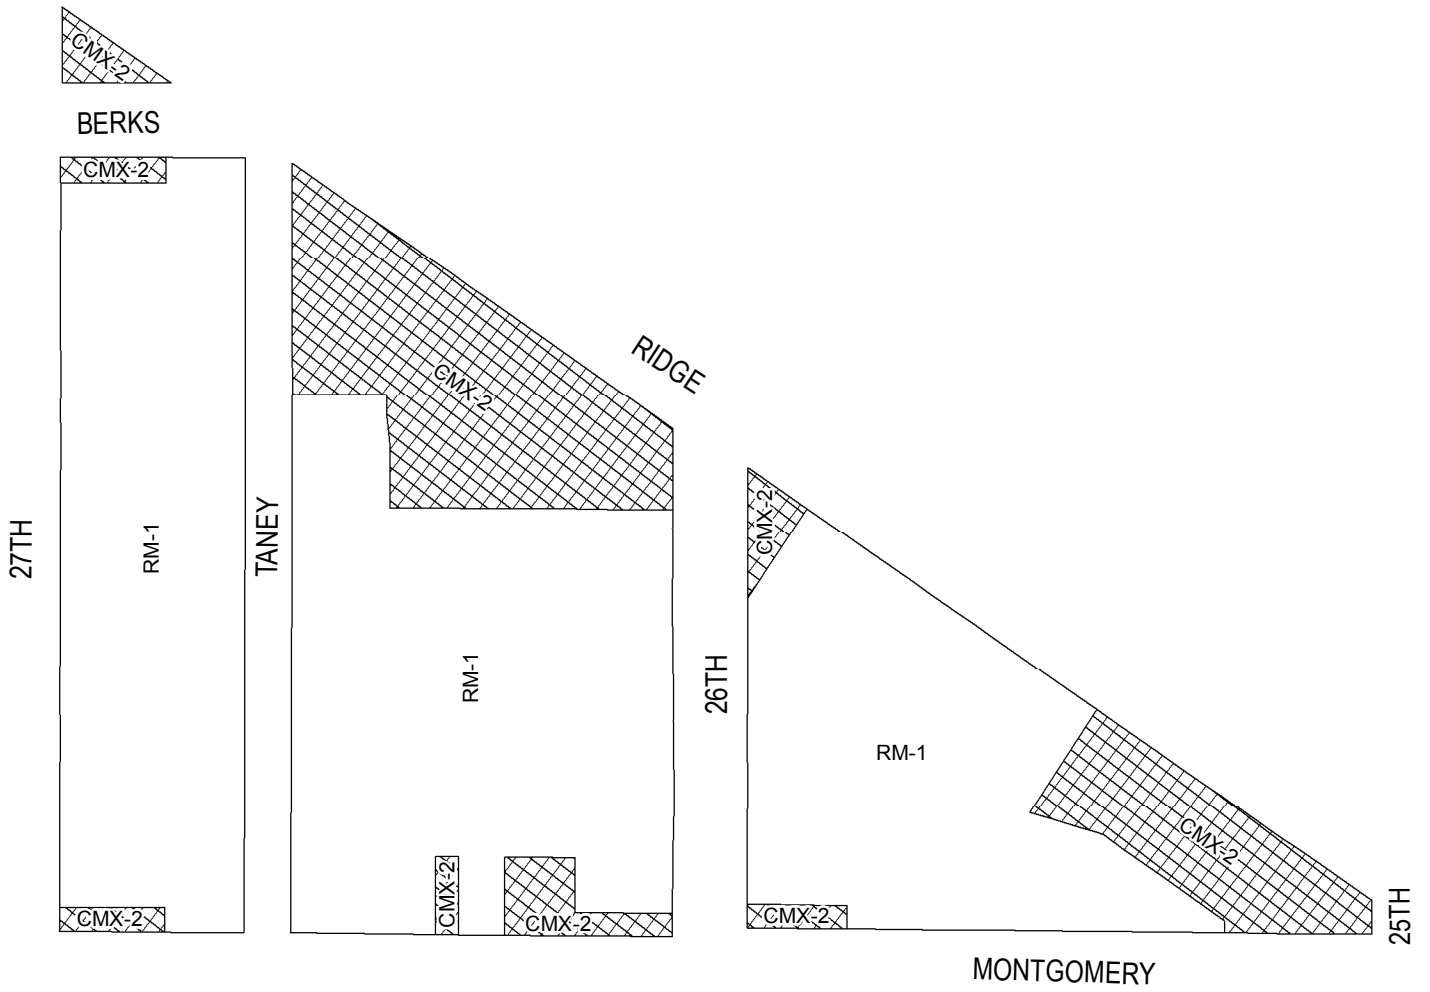 CMX-2
BERKS
CMX-2
RIDGE
CMX-2
CMX-2
27TH
RM-1
TANEY
RM-1
26TH
RM-1
CMX-2
CMX-2
CMX-2
CMX-2
CMX-2
25TH
MONTGOMERY